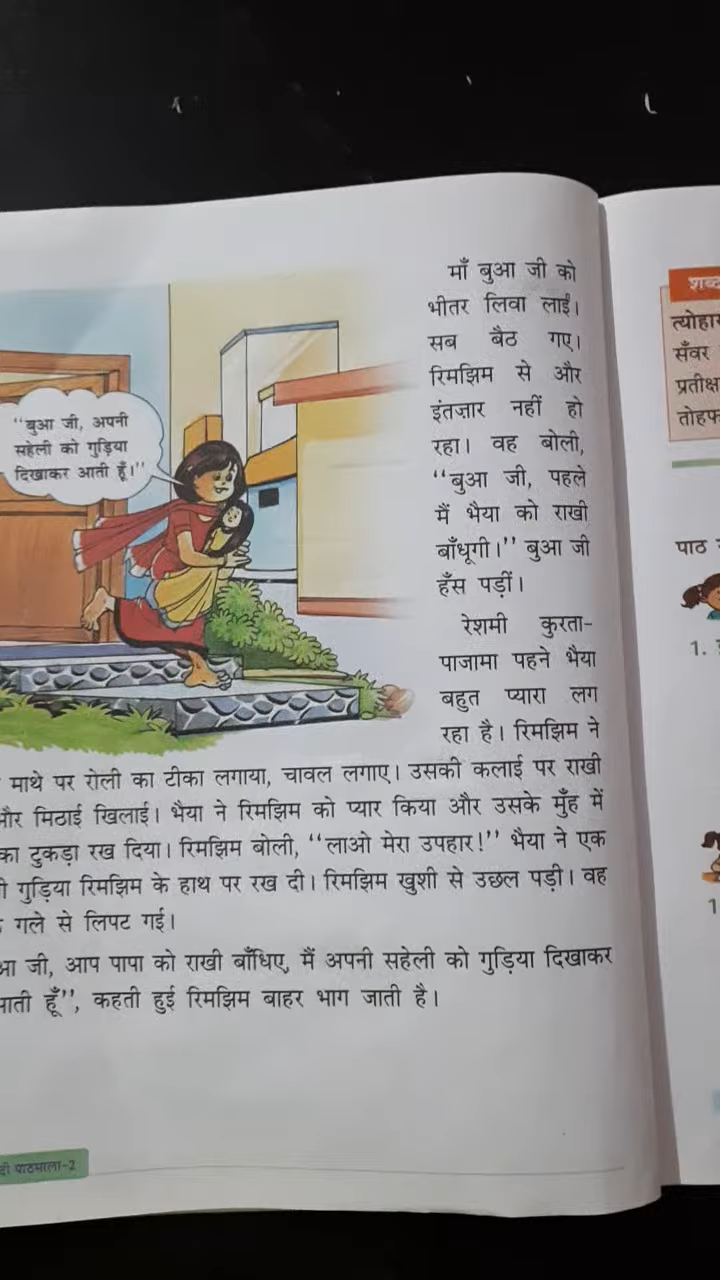 माँ बुआ जी को
भीतर लिवा लाईं।
सब बैठ गए।
रिमझिम से और
इंतज़ार नहीं हो
रहा। वह बोली,
“बुआ जी, पहले
मैं भैया को राखी
बाँधूगी।” बुआ जी
हँस पड़ीं।
“बुआ जी, अपनी
सहेली को गुड़िया
दिखाकर आती हूँ।”
रेशमी कुरता-
पाजामा पहने भैया
बहुत प्यारा लग
रहा है। रिमझिम ने
माथे पर रोली का टीका लगाया, चावल लगाए। उसकी कलाई पर राखी
और मिठाई खिलाई। भैया ने रिमझिम को प्यार किया और उसके मुँह में
का टुकड़ा रख दिया। रिमझिम बोली, “लाओ मेरा उपहार!” भैया ने एक
गुड़िया रिमझिम के हाथ पर रख दी। रिमझिम खुशी से उछल पड़ी। वह
गले से लिपट गई।
जी, आप पापा को राखी बाँधिए, मैं अपनी सहेली को गुड़िया दिखाकर
हूँ”, कहती हुई रिमझिम बाहर भाग जाती है।
पाठमाला-2
शब्द
त्योहार
सँवर
प्रतीक्ष
तोहफ
पाठ
1.
1